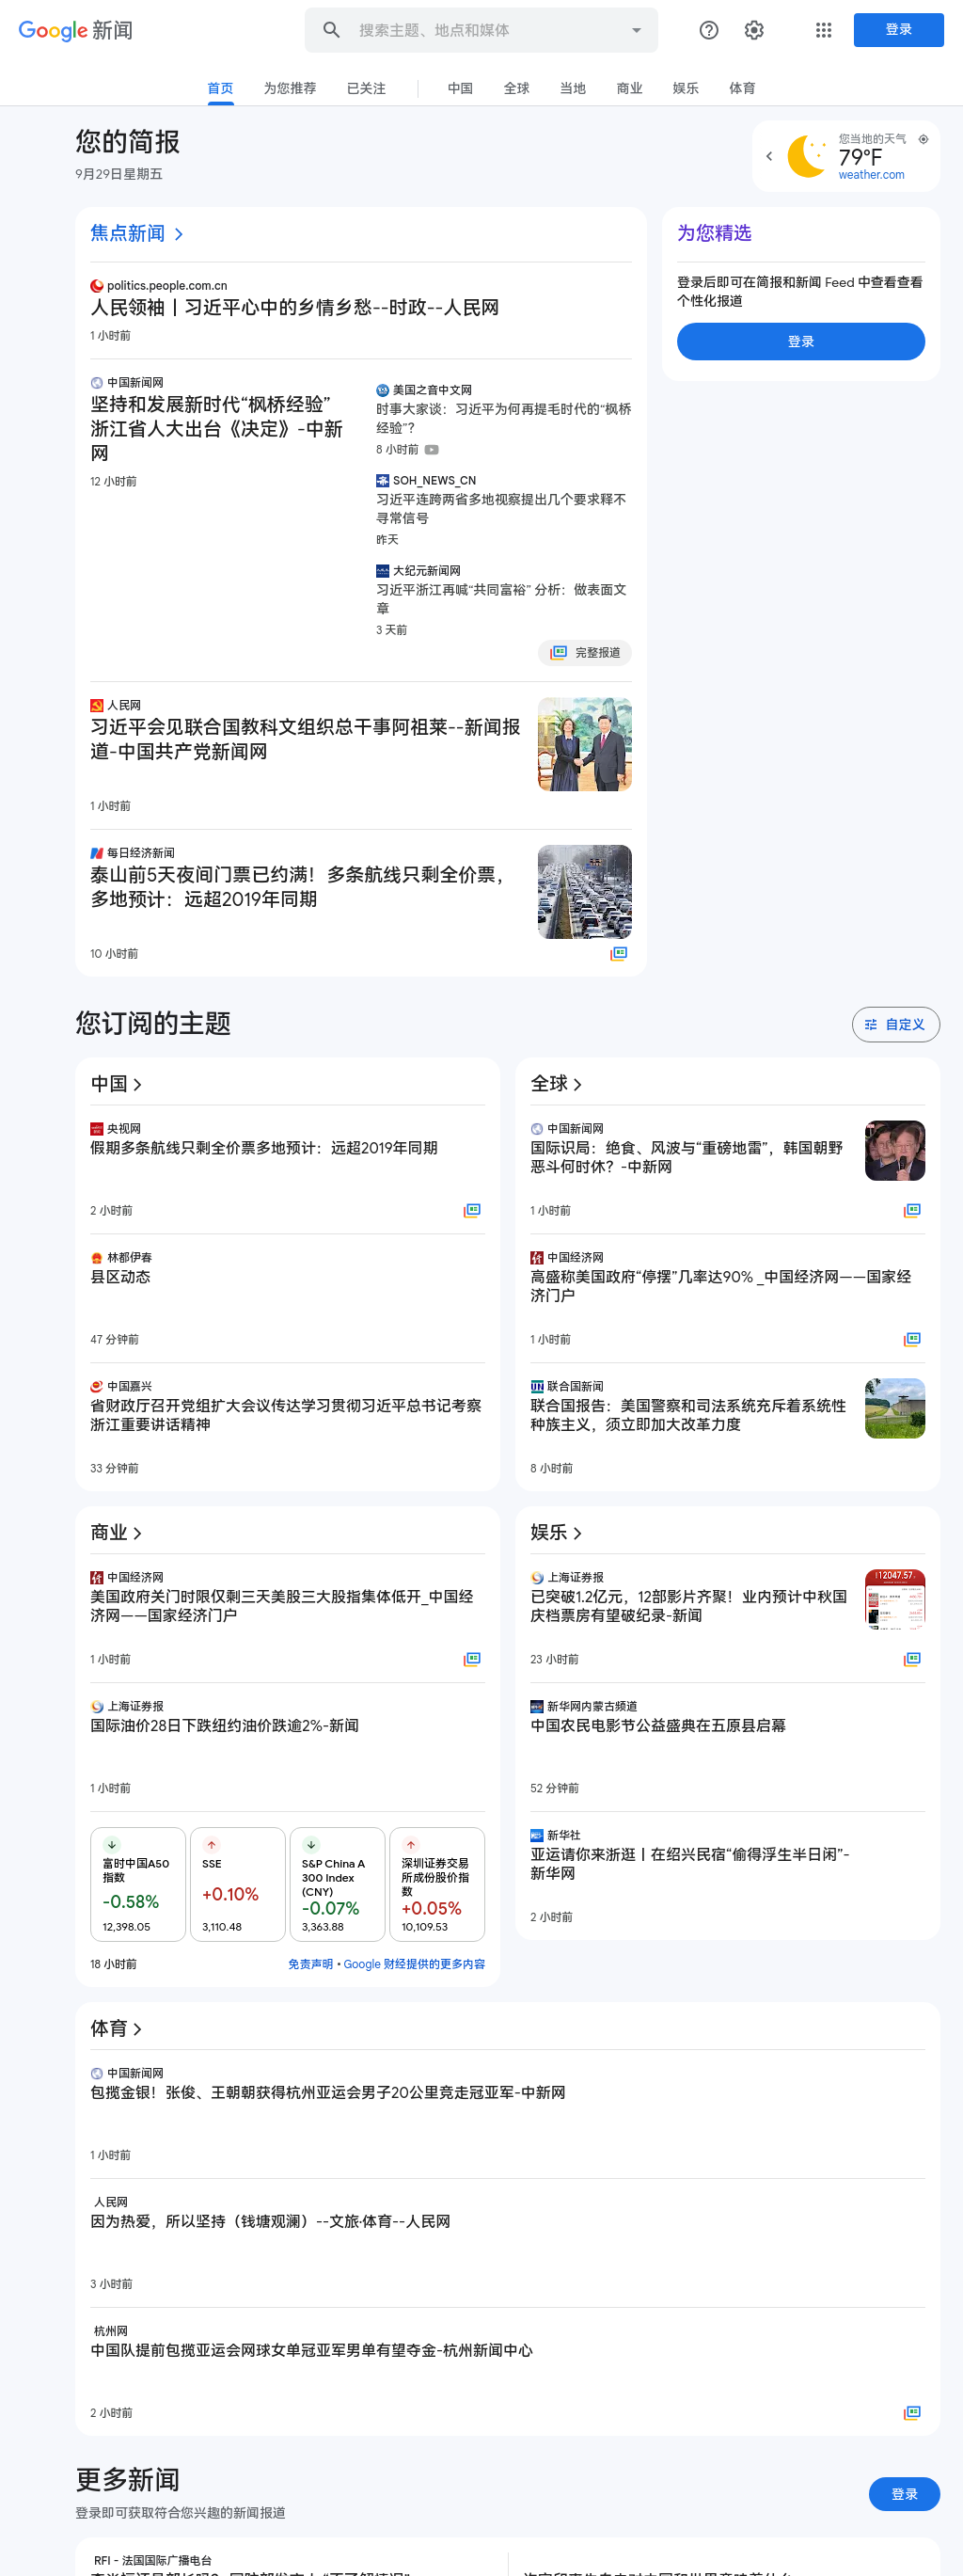 Google 新闻
搜索主题、地点和媒体
登录
首页
为您推荐
已关注
中国
全球
当地
商业
娱乐
体育
您的简报
9月29日星期五
您当地的天气
79°F
weather.com
焦点新闻
politics.people.com.cn
人民领袖丨习近平心中的乡情乡愁--时政--人民网
1 小时前
中国新闻网
坚持和发展新时代“枫桥经验”
浙江省人大出台《决定》-中新
网
12 小时前
美国之音中文网
时事大家谈：习近平为何再提毛时代的“枫桥
经验”？
8 小时前
SOH_NEWS_CN
习近平连跨两省多地视察提出几个要求释不
寻常信号
昨天
大纪元新闻网
习近平浙江再喊“共同富裕” 分析：做表面文
章
3 天前
完整报道
人民网
习近平会见联合国教科文组织总干事阿祖莱--新闻报
道-中国共产党新闻网
1 小时前
每日经济新闻
泰山前5天夜间门票已约满！多条航线只剩全价票，
多地预计：远超2019年同期
10 小时前
为您精选
登录后即可在简报和新闻 Feed 中查看查看
个性化报道
登录
您订阅的主题
自定义
中国
央视网
假期多条航线只剩全价票多地预计：远超2019年同期
2 小时前
林都伊春
县区动态
47 分钟前
中国嘉兴
省财政厅召开党组扩大会议传达学习贯彻习近平总书记考察
浙江重要讲话精神
33 分钟前
全球
中国新闻网
国际识局：绝食、风波与“重磅地雷”，韩国朝野
恶斗何时休？-中新网
1 小时前
中国经济网
高盛称美国政府“停摆”几率达90% _中国经济网——国家经
济门户
1 小时前
联合国新闻
联合国报告：美国警察和司法系统充斥着系统性
种族主义，须立即加大改革力度
8 小时前
商业
中国经济网
美国政府关门时限仅剩三天美股三大股指集体低开_中国经
济网——国家经济门户
1 小时前
上海证券报
国际油价28日下跌纽约油价跌逾2%-新闻
1 小时前
富时中国A50
指数
-0.58%
12,398.05
SSE
+0.10%
3,110.48
S&P China A
300 Index
(CNY)
-0.07%
3,363.88
深圳证券交易
所成份股价指
数
+0.05%
10,109.53
18 小时前
免责声明 • Google 财经提供的更多内容
娱乐
上海证券报
已突破1.2亿元，12部影片齐聚！业内预计中秋国
庆档票房有望破纪录-新闻
12047.57
23 小时前
新华网内蒙古频道
中国农民电影节公益盛典在五原县启幕
52 分钟前
新华社
亚运请你来浙逛丨在绍兴民宿“偷得浮生半日闲”-
新华网
2 小时前
体育
中国新闻网
包揽金银！张俊、王朝朝获得杭州亚运会男子20公里竞走冠亚军-中新网
1 小时前
人民网
因为热爱，所以坚持（钱塘观澜）--文旅·体育--人民网
3 小时前
杭州网
中国队提前包揽亚运会网球女单冠亚军男单有望夺金-杭州新闻中心
2 小时前
更多新闻
登录即可获取符合您兴趣的新闻报道
登录
RFI - 法国国际广播电台